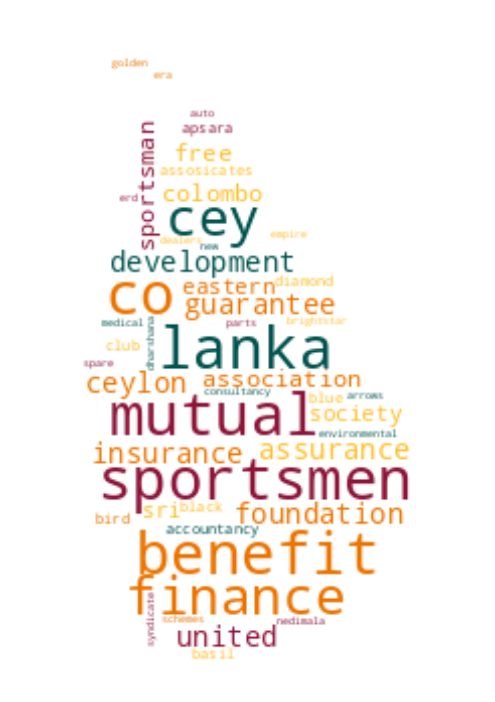 golden
era
auto
apsara
sportsman
free
assosicates
erd
colombo
cey
empire
dealers
new
development
eastern
diamond
co
guarantee
medical
dharshana
parts
brightstar
club
lanka
spare
ceylon
association
consultancy
blue
arrows
mutual
society
environmental
insurance
assurance
sportsmen
sri
black
bird
foundation
accountancy
benefit
finance
syndicate
schemes
nedimala
united
basil